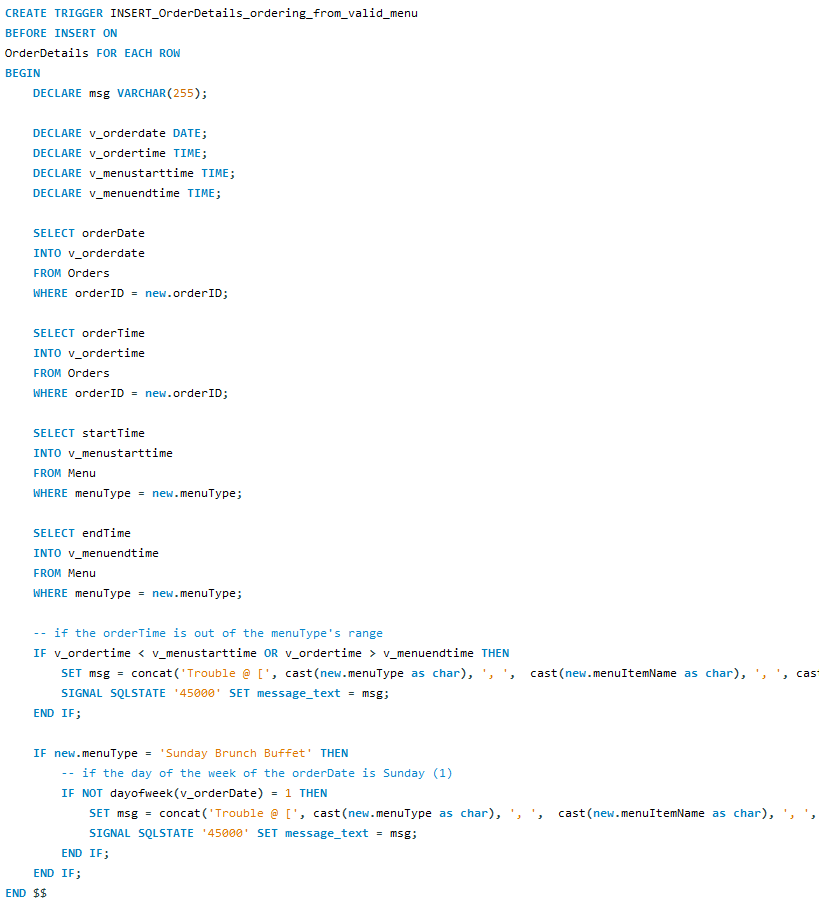 CREATE TRIGGER INSERT_OrderDetails_ordering_from_valid_menu
BEFORE INSERT ON
OrderDetails FOR EACH ROW
BEGIN
    DECLARE msg VARCHAR(255);

    DECLARE v_orderdate DATE;
    DECLARE v_ordertime TIME;
    DECLARE v_menustarttime TIME;
    DECLARE v_menuendtime TIME;

    SELECT orderDate
    INTO v_orderdate
    FROM Orders
    WHERE orderID = new.orderID;

    SELECT orderTime
    INTO v_ordertime
    FROM Orders
    WHERE orderID = new.orderID;

    SELECT startTime
    INTO v_menustarttime
    FROM Menu
    WHERE menuType = new.menuType;

    SELECT endTime
    INTO v_menuendtime
    FROM Menu
    WHERE menuType = new.menuType;

    -- if the orderTime is out of the menuType's range
    IF v_ordertime < v_menustarttime OR v_ordertime > v_menuendtime THEN
        SET msg = concat('Trouble @ [', cast(new.menuType as char), ', ',  cast(new.menuItemName as char), ', ', cas
        SIGNAL SQLSTATE '45000' SET message_text = msg;
    END IF;

    IF new.menuType = 'Sunday Brunch Buffet' THEN
        -- if the day of the week of the orderDate is Sunday (1)
        IF NOT dayofweek(v_orderDate) = 1 THEN
            SET msg = concat('Trouble @ [', cast(new.menuType as char), ', ',  cast(new.menuItemName as char), ', ',
            SIGNAL SQLSTATE '45000' SET message_text = msg;
        END IF;
    END IF;
END $$